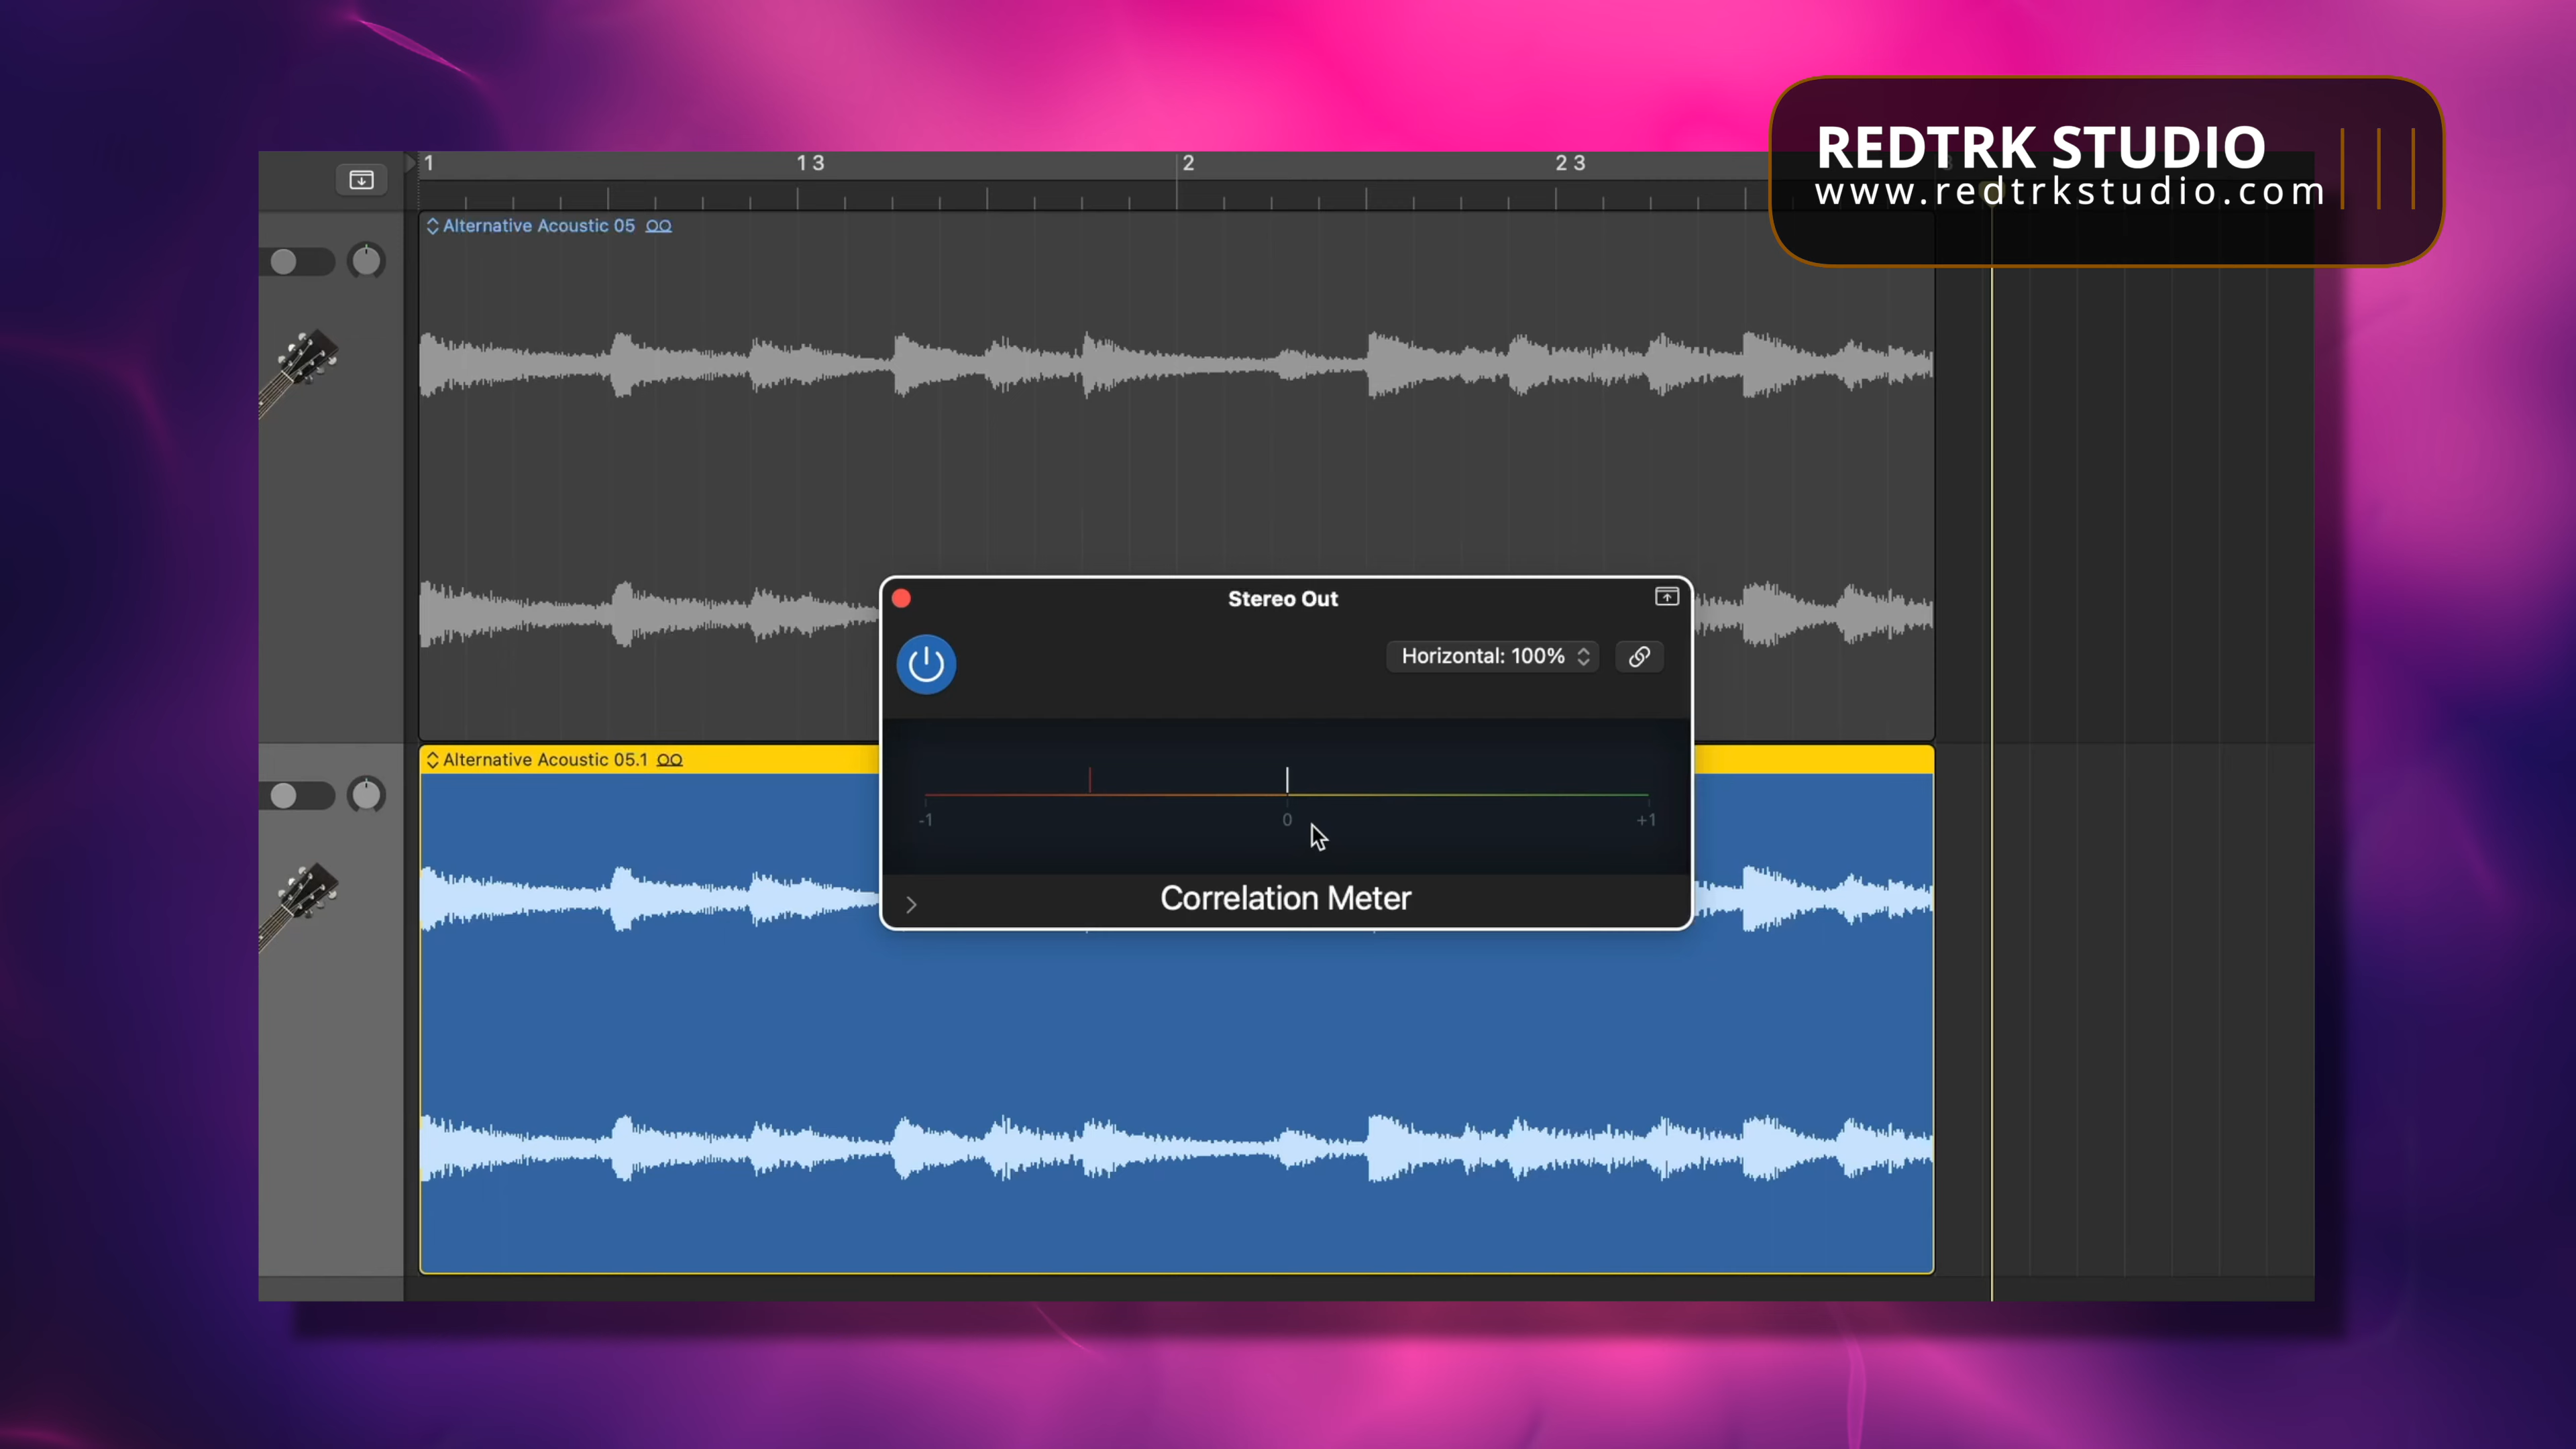 REDTRK STUDIO
www.redtrkstudio.com
1
1 3
2
2 3
Alternative Acoustic 05
Stereo Out
Horizontal: 100%
Alternative Acoustic 05.1
-1
0
+1
Correlation Meter